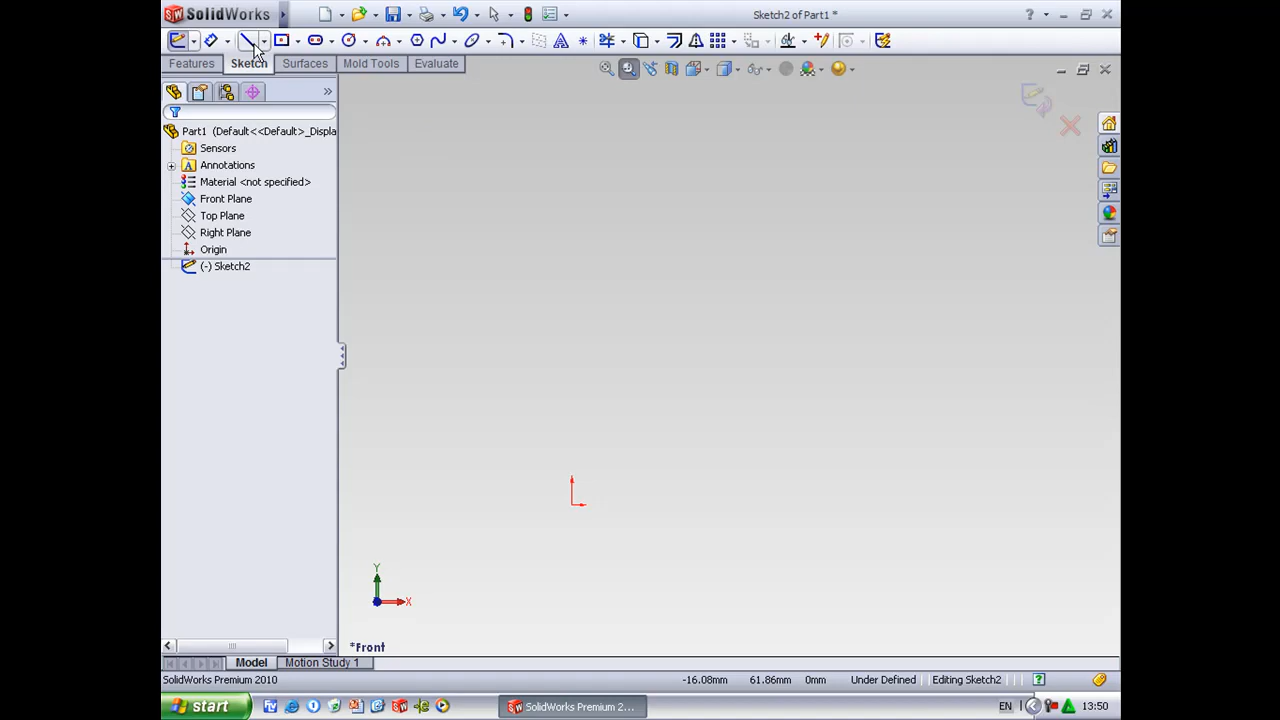 SolidWorks
Sketch2 of Part1 *
Features Sketch Surfaces Mold Tools Evaluate
Part1 (Default<<Default>_Displa
Sensors
Annotations
Material <not specified>
Front Plane
Top Plane
Right Plane
Origin
(-) Sketch2
Y
X
*Front
Model Motion Study 1
SolidWorks Premium 2010 -16.08mm 61.86mm 0mm Under Defined Editing Sketch2
start SolidWorks Premium 2... EN 13:50